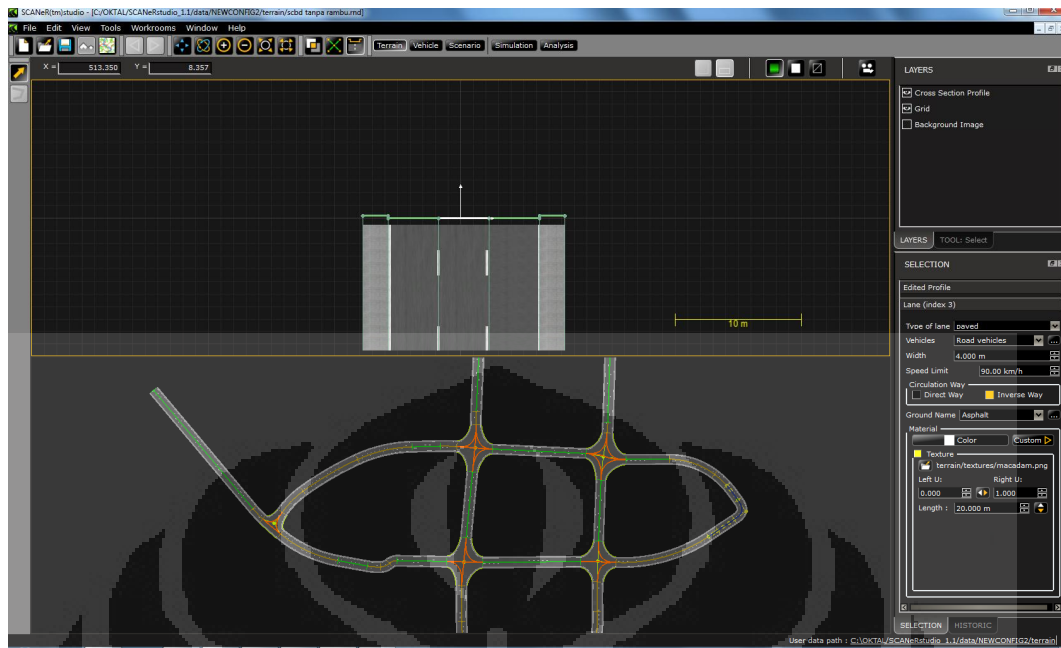 SCANeR(tm)studio - [C:/OKTAL/SCANeRstudio_1.1/data/NEWCONFIG2/terrain/scbd tanpa rambu.rnd]
File Edit View Tools Workrooms Window Help
Terrain Vehicle Scenario Simulation Analysis
X = 513.350 Y = 8.357
10 m
LAYERS
Cross Section Profile
Grid
Background Image
LAYERS TOOL: Select
SELECTION
Edited Profile
Lane (index 3)
Type of lane paved
Vehicles Road vehicles ...
Width 4.000 m
Speed Limit 90.00 km/h
Circulation Way
Direct Way Inverse Way
Ground Name Asphalt ...
Material
Color Custom
Texture
terrain/textures/macadam.png
Left U: Right U:
0.000 1.000
Length : 20.000 m
SELECTION HISTORIC
User data path : C:\OKTAL/SCANeRstudio_1.1/data/NEWCONFIG2/terrain